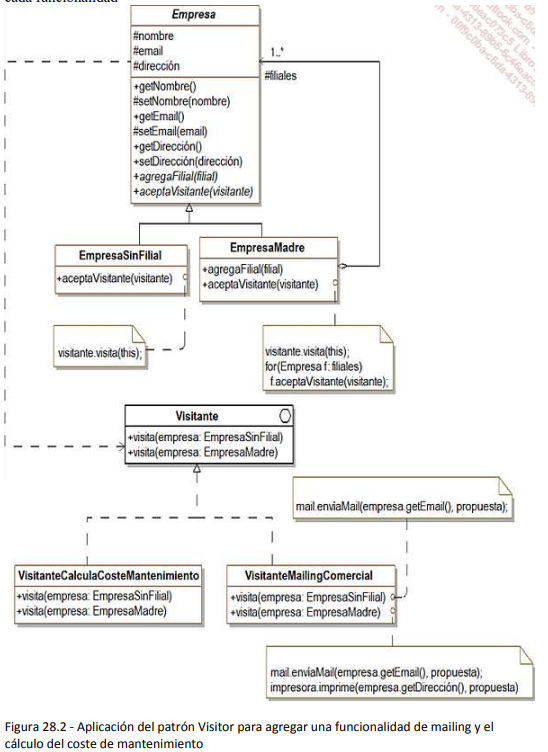 cada funcionalidad
Empresa
#nombre
#email
#dirección
+getNombre()
#setNombre(nombre)
+getEmail()
#setEmail(email)
+getDirección()
+setDirección(dirección)
+agregaFilial(filial)
+aceptaVisitante(visitante)
1..*
#filiales
EmpresaSinFilial
+aceptaVisitante(visitante)
EmpresaMadre
+agregaFilial(filial)
+aceptaVisitante(visitante)
visitante.visita(this);
visitante.visita(this);
for(Empresa f: filiales)
f.aceptaVisitante(visitante);
Visitante
+visita(empresa: EmpresaSinFilial)
+visita(empresa: EmpresaMadre)
mail.enviaMail(empresa.getEmail(), propuesta);
VisitanteCalculaCosteMantenimiento
+visita(empresa: EmpresaSinFilial)
+visita(empresa: EmpresaMadre)
VisitanteMailingComercial
+visita(empresa: EmpresaSinFilial)
+visita(empresa: EmpresaMadre)
mail.enviaMail(empresa.getEmail(), propuesta);
impresora.imprime(empresa.getDirección(), propuesta)
Figura 28.2 - Aplicación del patrón Visitor para agregar una funcionalidad de mailing y el
cálculo del coste de mantenimiento